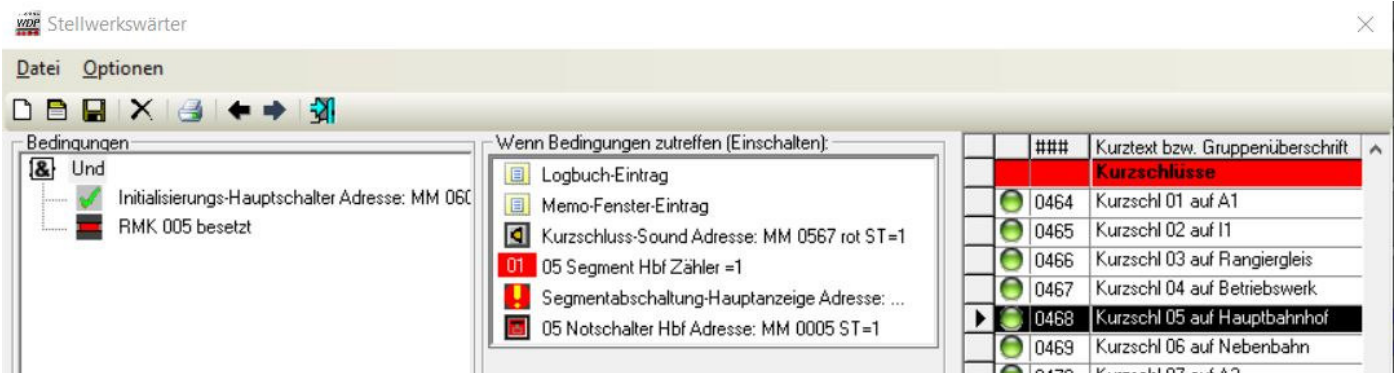 WDP Stellwerkswärter
Datei Optionen
Bedingungen
& Und
Initialisierungs-Hauptschalter Adresse: MM 060
RMK 005 besetzt
Wenn Bedingungen zutreffen (Einschalten):
Logbuch-Eintrag
Memo-Fenster-Eintrag
Kurzschluss-Sound Adresse: MM 0567 rot ST=1
01 05 Segment Hbf Zähler =1
Segmentabschaltung-Hauptanzeige Adresse: ...
05 Notschalter Hbf Adresse: MM 0005 ST=1
### Kurztext bzw. Gruppenüberschrift
Kurzschlüsse
0464 Kurzschl 01 auf A1
0465 Kurzschl 02 auf I1
0466 Kurzschl 03 auf Rangiergleis
0467 Kurzschl 04 auf Betriebswerk
0468 Kurzschl 05 auf Hauptbahnhof
0469 Kurzschl 06 auf Nebenbahn